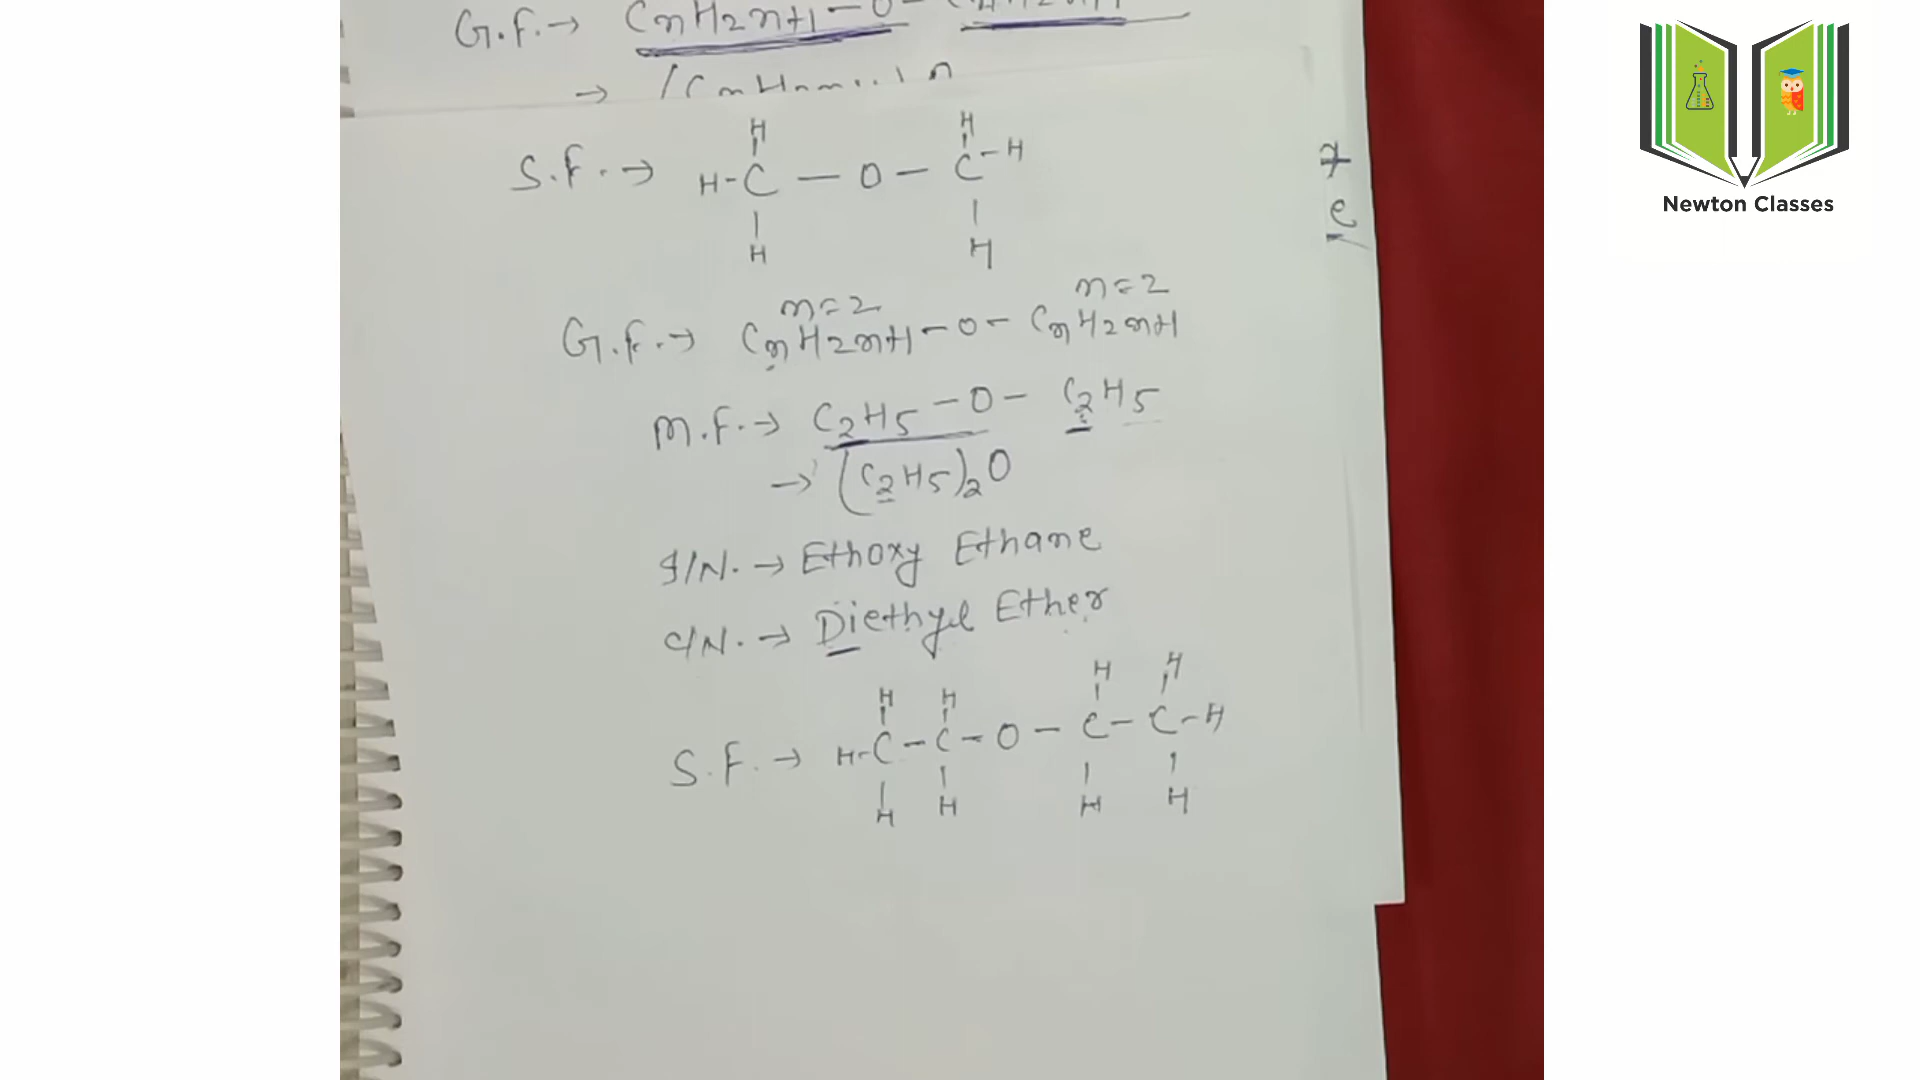 G.F. → CnH2n+1 - O -
→
H H
S.F. → H - C — O — C - H
| |
H H
n=2 n=2
G.F. → CnH2n+1 - O - CnH2n+1
M.F. → C2H5 - O - C2H5
→ (C2H5)2O
I/N. → Ethoxy Ethane
C/N. → Diethyl Ether
H H H H
S.F. → H - C - C - O - C - C - H
| | | |
H H H H
Newton Classes